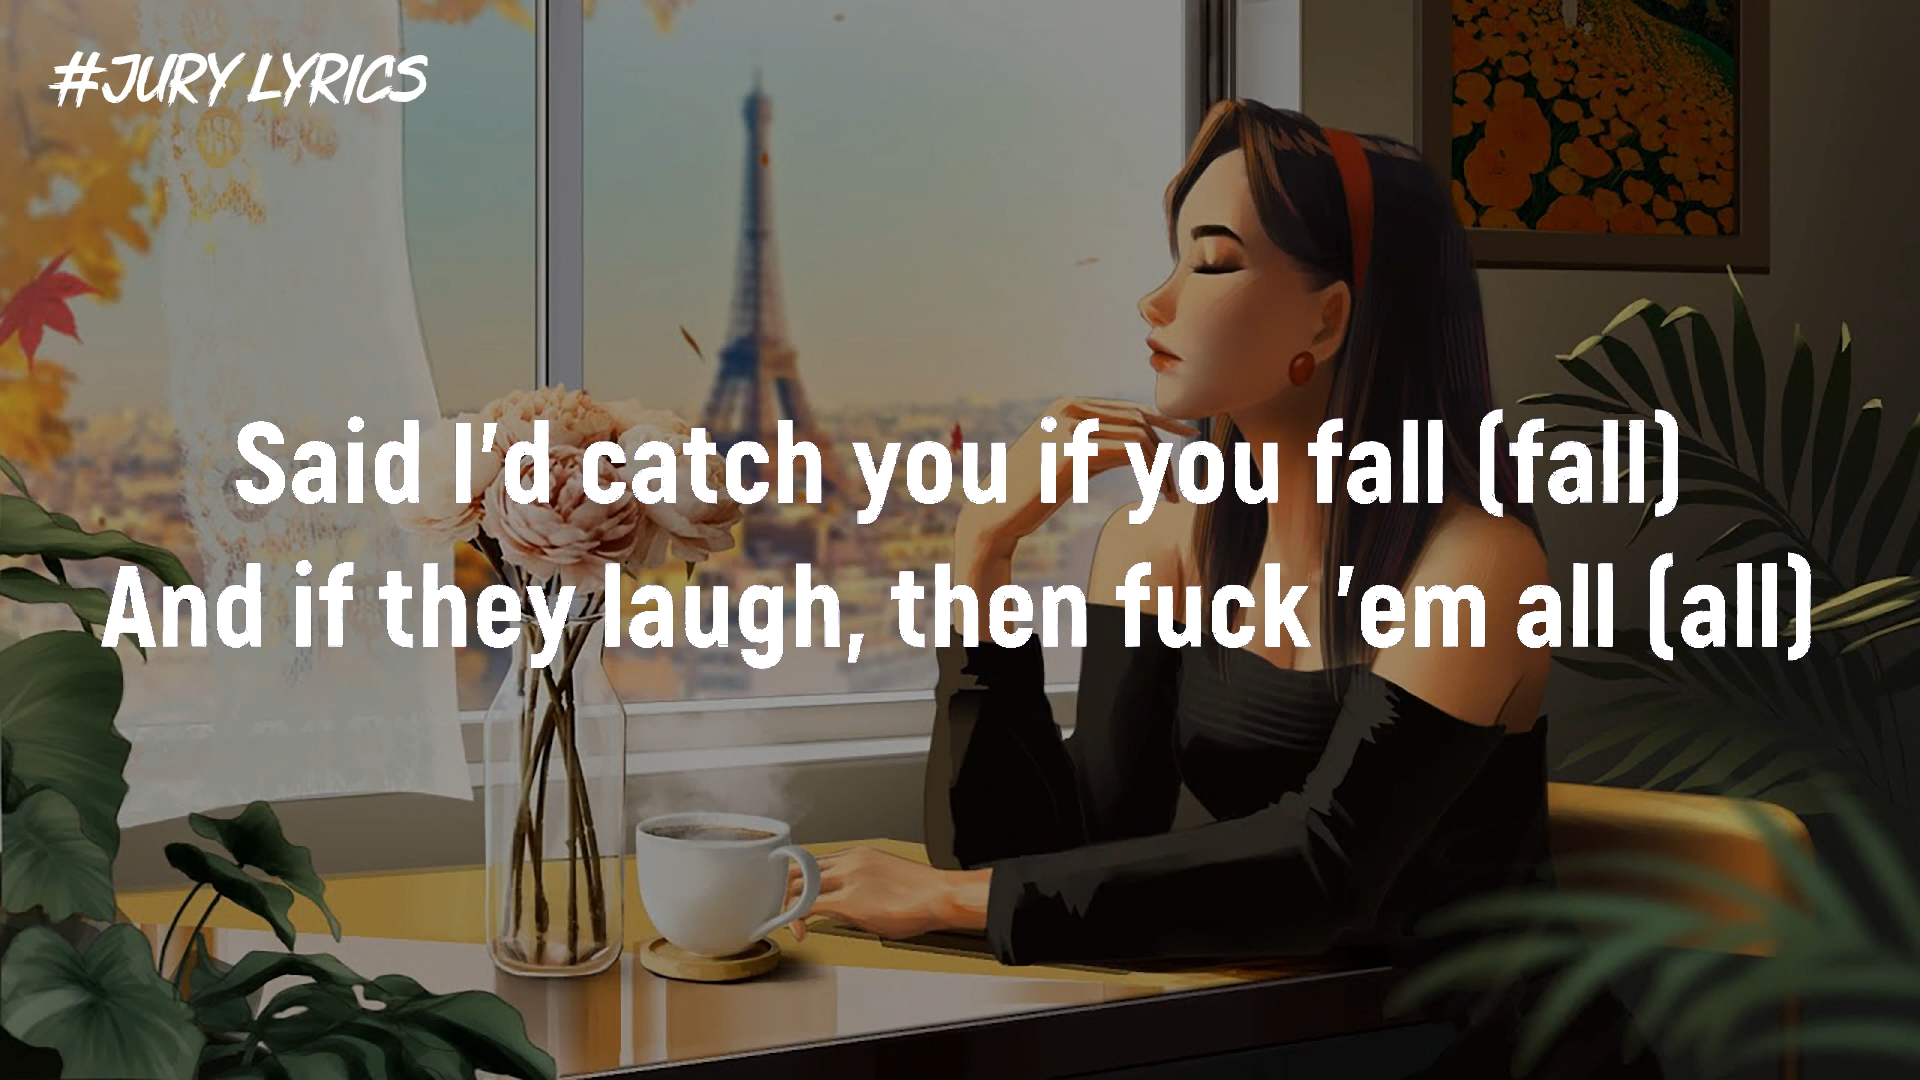 #JURY LYRICS
Said I'd catch you if you fall (fall)
And if they laugh, then fuck 'em all (all)